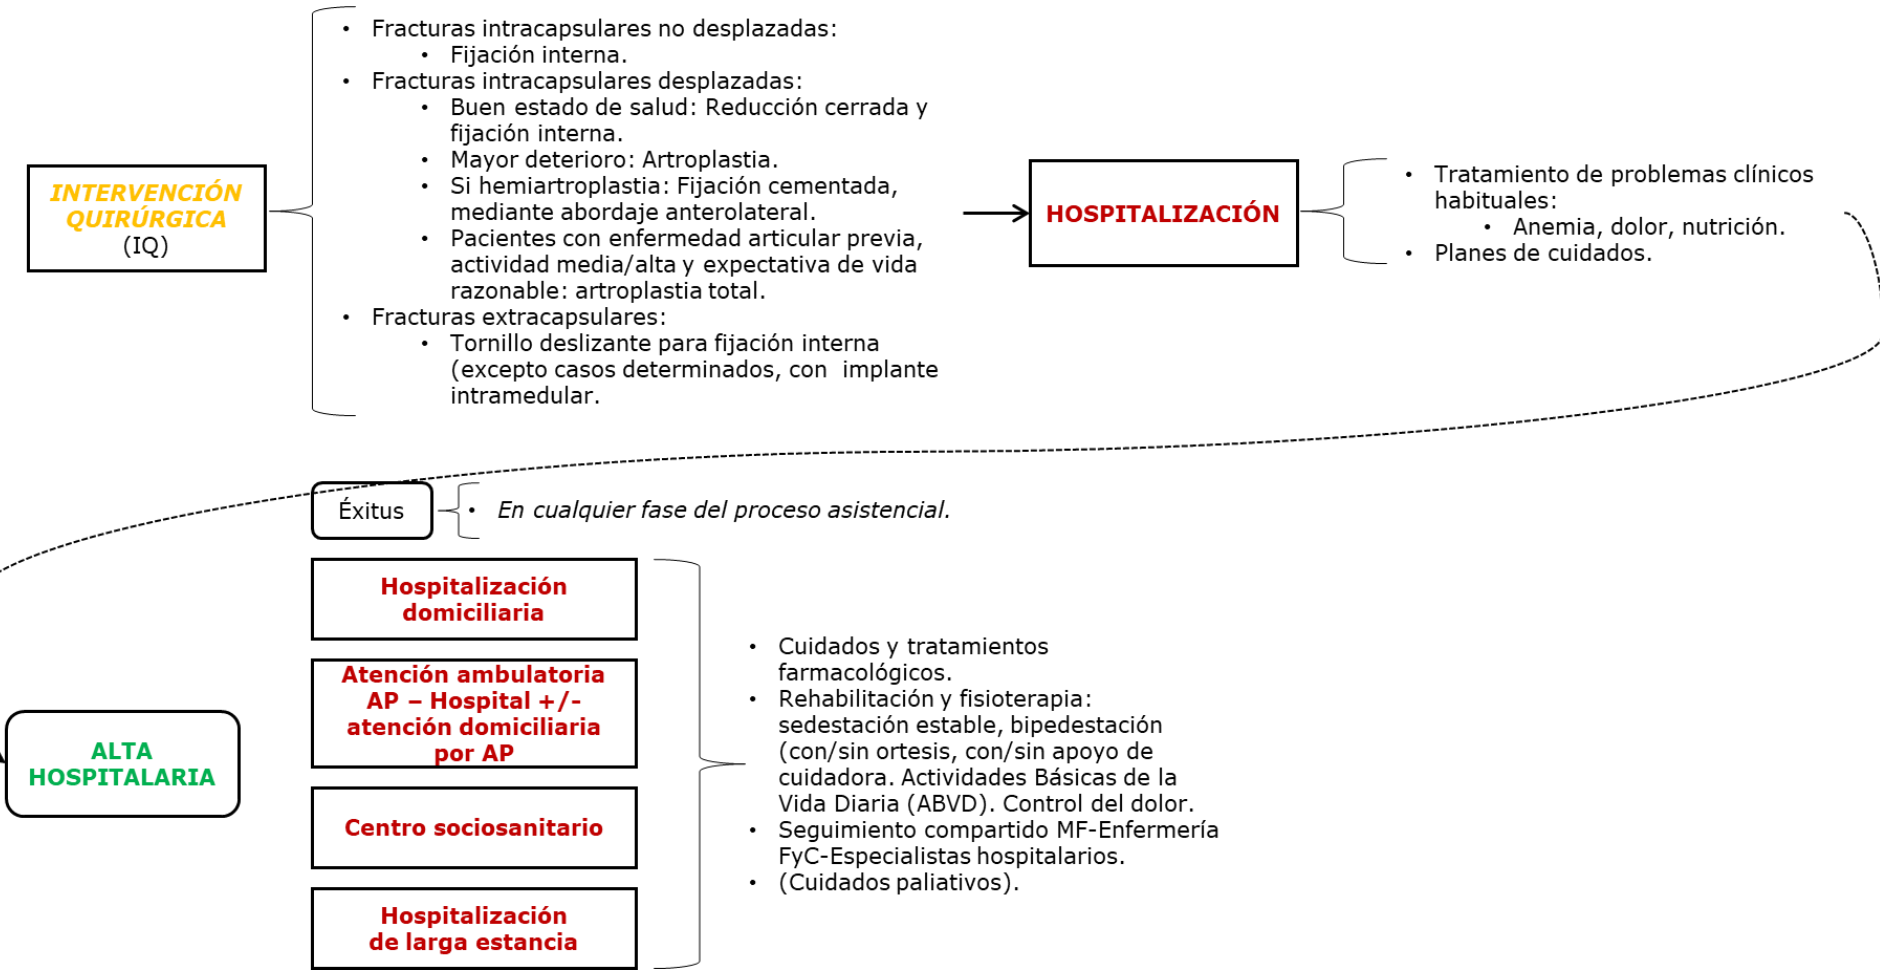 INTERVENCIÓN
QUIRÚRGICA
(IQ)
• Fracturas intracapsulares no desplazadas:
• Fijación interna.
• Fracturas intracapsulares desplazadas:
• Buen estado de salud: Reducción cerrada y
fijación interna.
• Mayor deterioro: Artroplastia.
• Si hemiartroplastia: Fijación cementada,
mediante abordaje anterolateral.
• Pacientes con enfermedad articular previa,
actividad media/alta y expectativa de vida
razonable: artroplastia total.
• Fracturas extracapsulares:
• Tornillo deslizante para fijación interna
(excepto casos determinados, con implante
intramedular.
HOSPITALIZACIÓN
• Tratamiento de problemas clínicos
habituales:
• Anemia, dolor, nutrición.
• Planes de cuidados.
Éxitus
• En cualquier fase del proceso asistencial.
ALTA
HOSPITALARIA
Hospitalización
domiciliaria
Atención ambulatoria
AP – Hospital +/-
atención domiciliaria
por AP
Centro sociosanitario
Hospitalización
de larga estancia
• Cuidados y tratamientos
farmacológicos.
• Rehabilitación y fisioterapia:
sedestación estable, bipedestación
(con/sin ortesis, con/sin apoyo de
cuidadora. Actividades Básicas de la
Vida Diaria (ABVD). Control del dolor.
• Seguimiento compartido MF-Enfermería
FyC-Especialistas hospitalarios.
• (Cuidados paliativos).